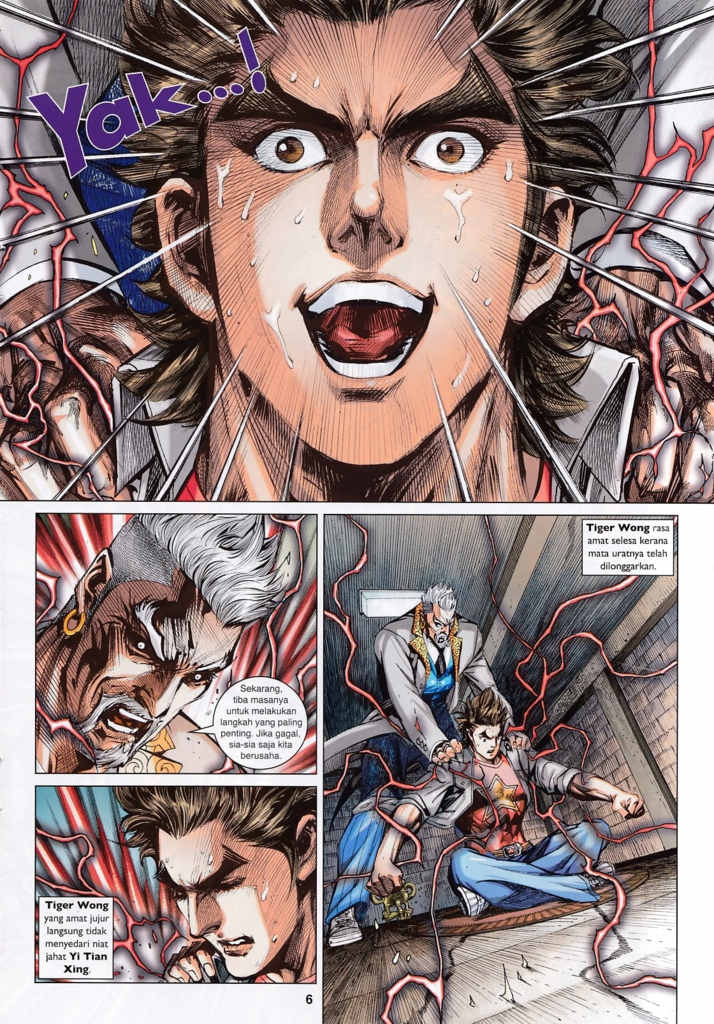 Yak...!
Sekarang,
tiba masanya
untuk melakukan
langkah yang paling
penting. Jika gagal,
sia-sia saja kita
berusaha.
Tiger Wong rasa
amat selesa kerana
mata uratnya telah
dilonggarkan.
Tiger Wong
yang amat jujur
langsung tidak
menyedari niat
jahat Yi Tian
Xing.
6